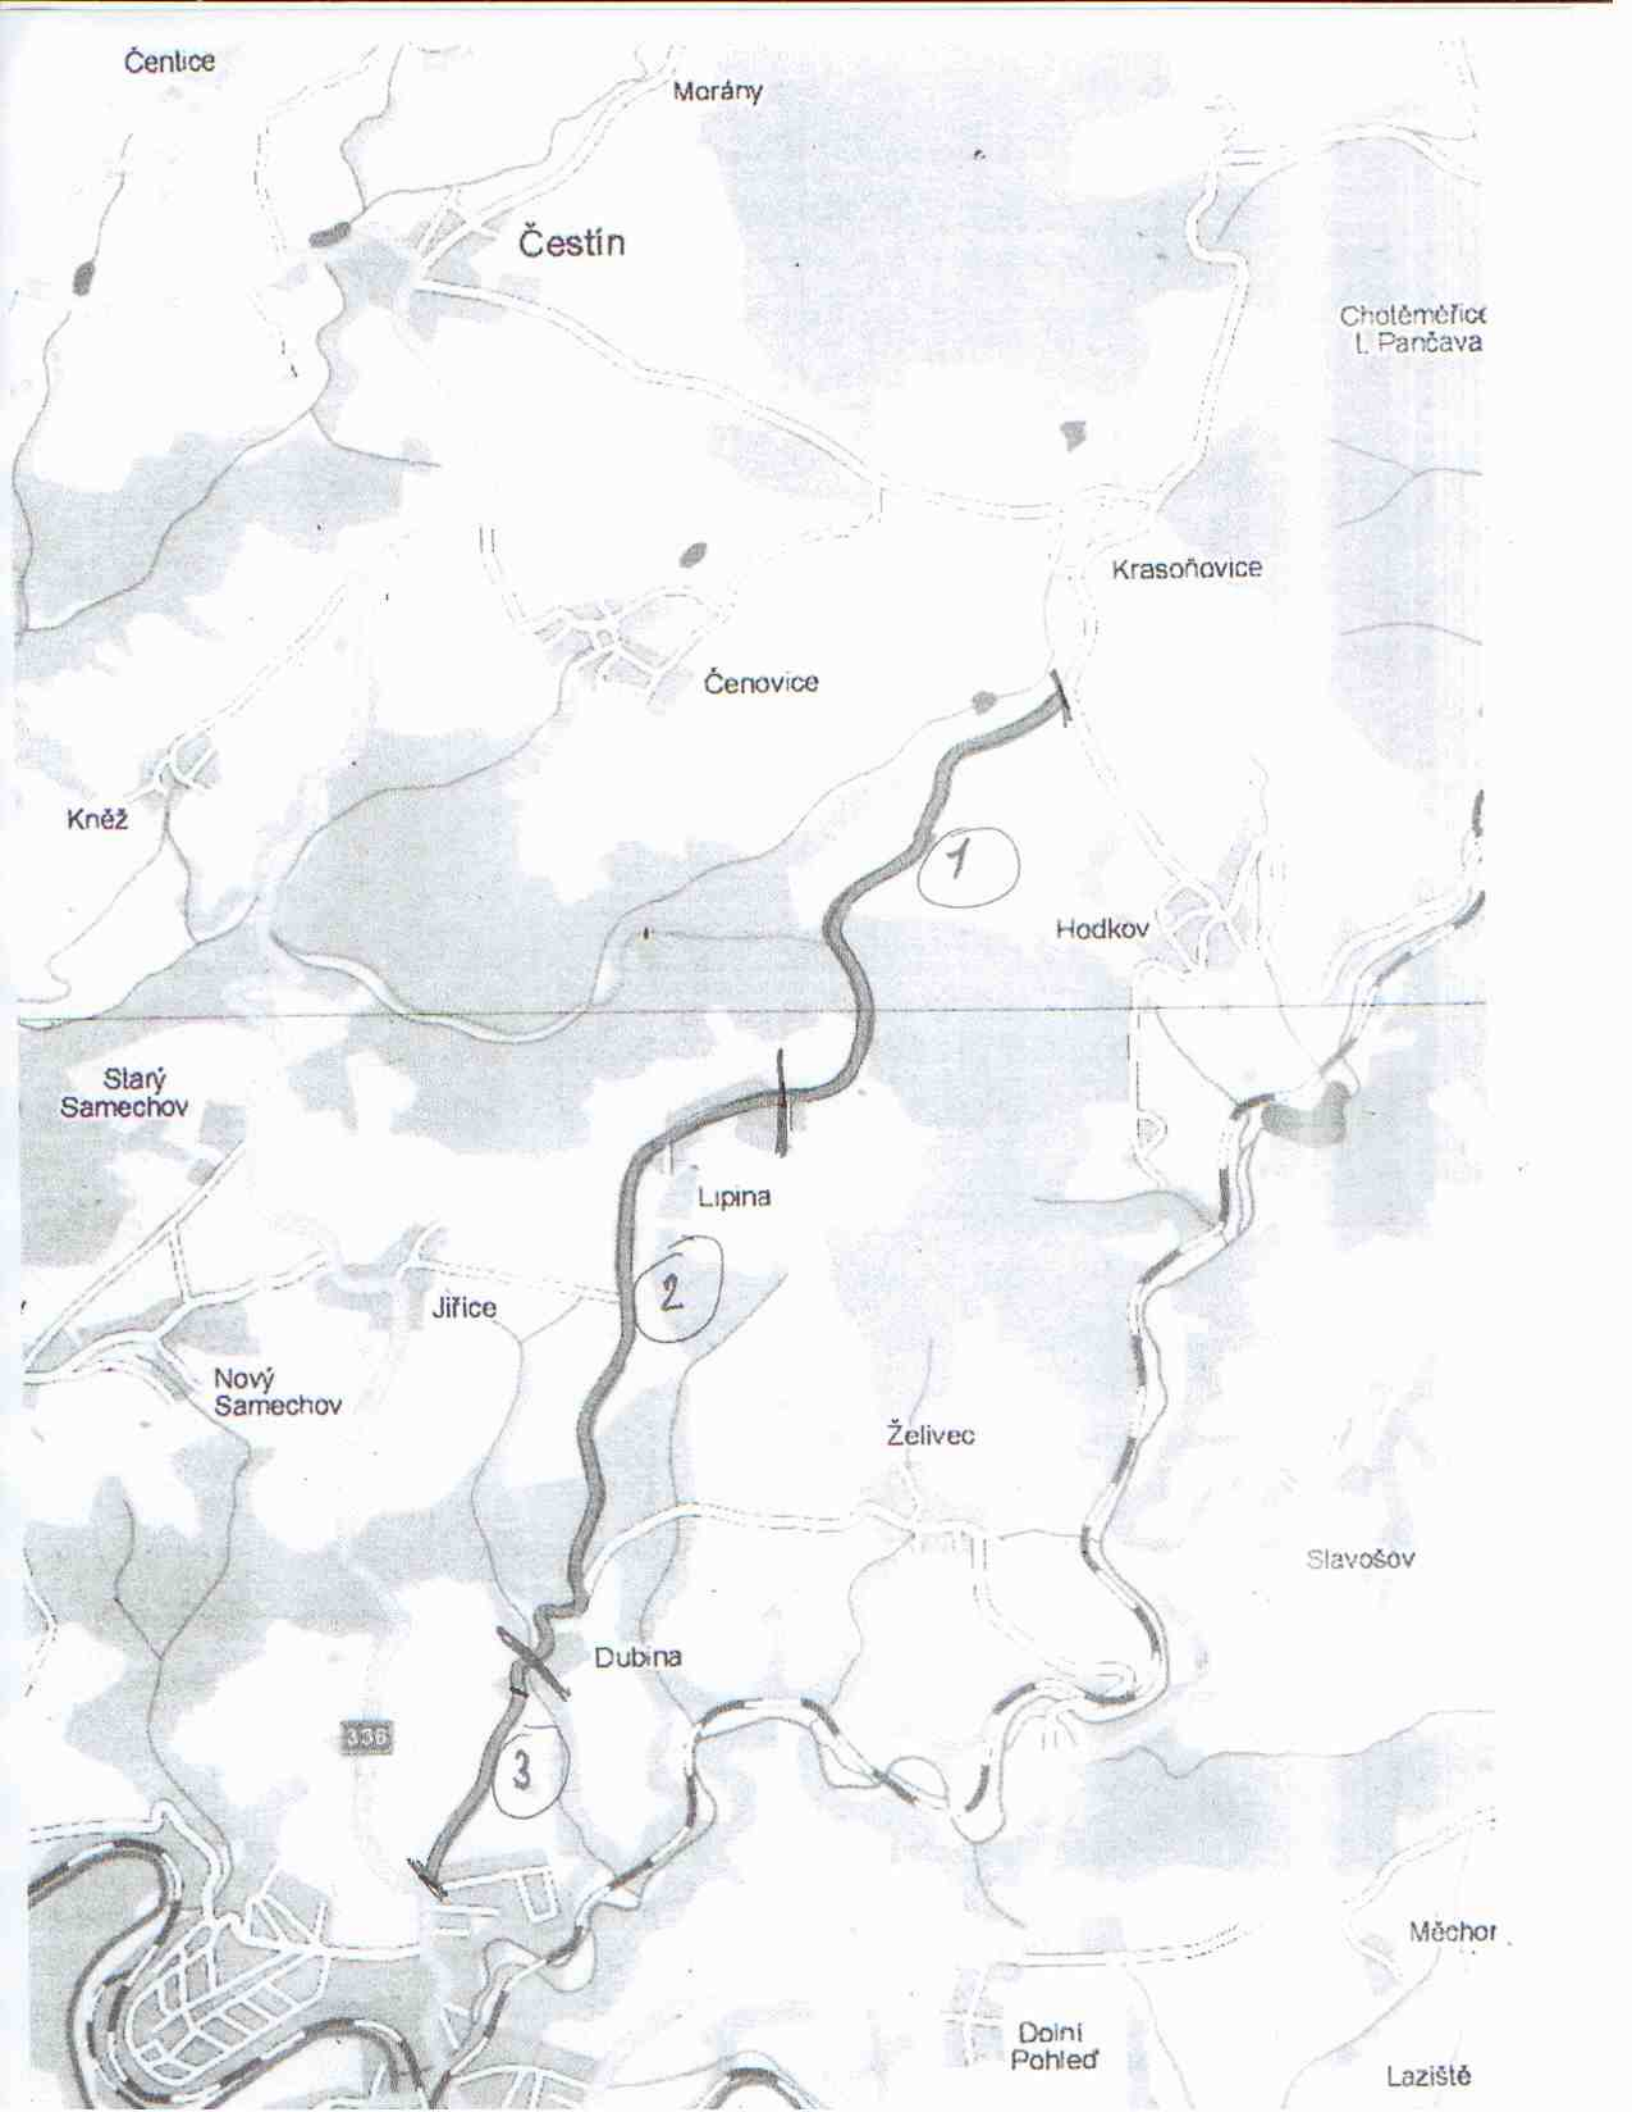 Čentice
Morány
Čestín
Chotěměřice
l. Pančava
Krasoňovice
Čenovice
Kněž
1
Hodkov
Starý
Samechov
Lipina
2
Jiřice
Nový
Samechov
Želivec
Slavošov
Dubina
336
3
Měchor
Dolní
Pohleď
Laziště